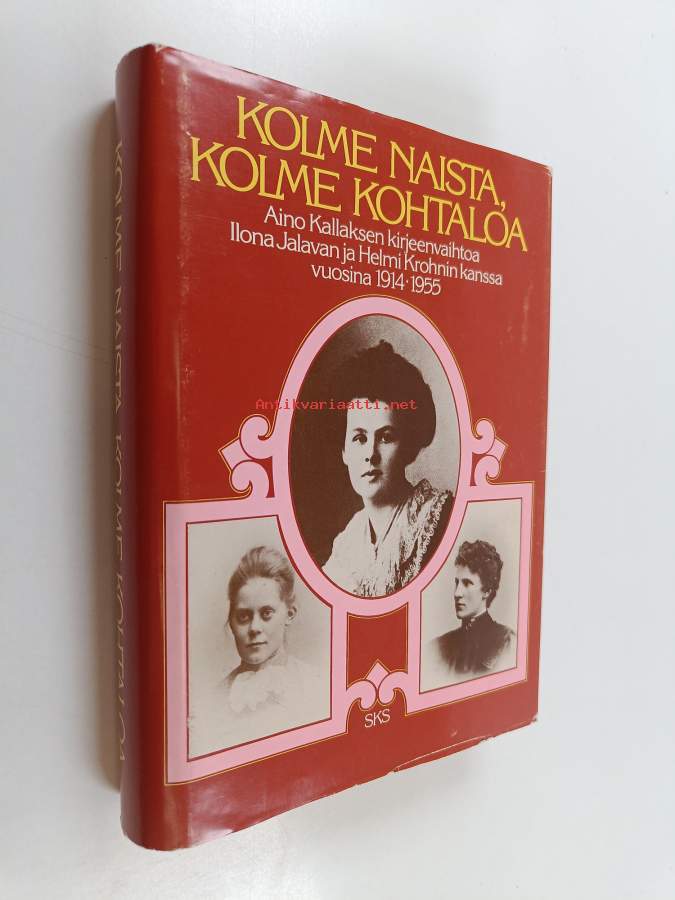 KOLME NAISTA,
KOLME KOHTALOA
Aino Kallaksen kirjeenvaihtoa
Ilona Jalavan ja Helmi Krohnin kanssa
vuosina 1914-1955
Antikvariaatti.net
SKS
KOLME NAISTA KOLME KOHTALOA